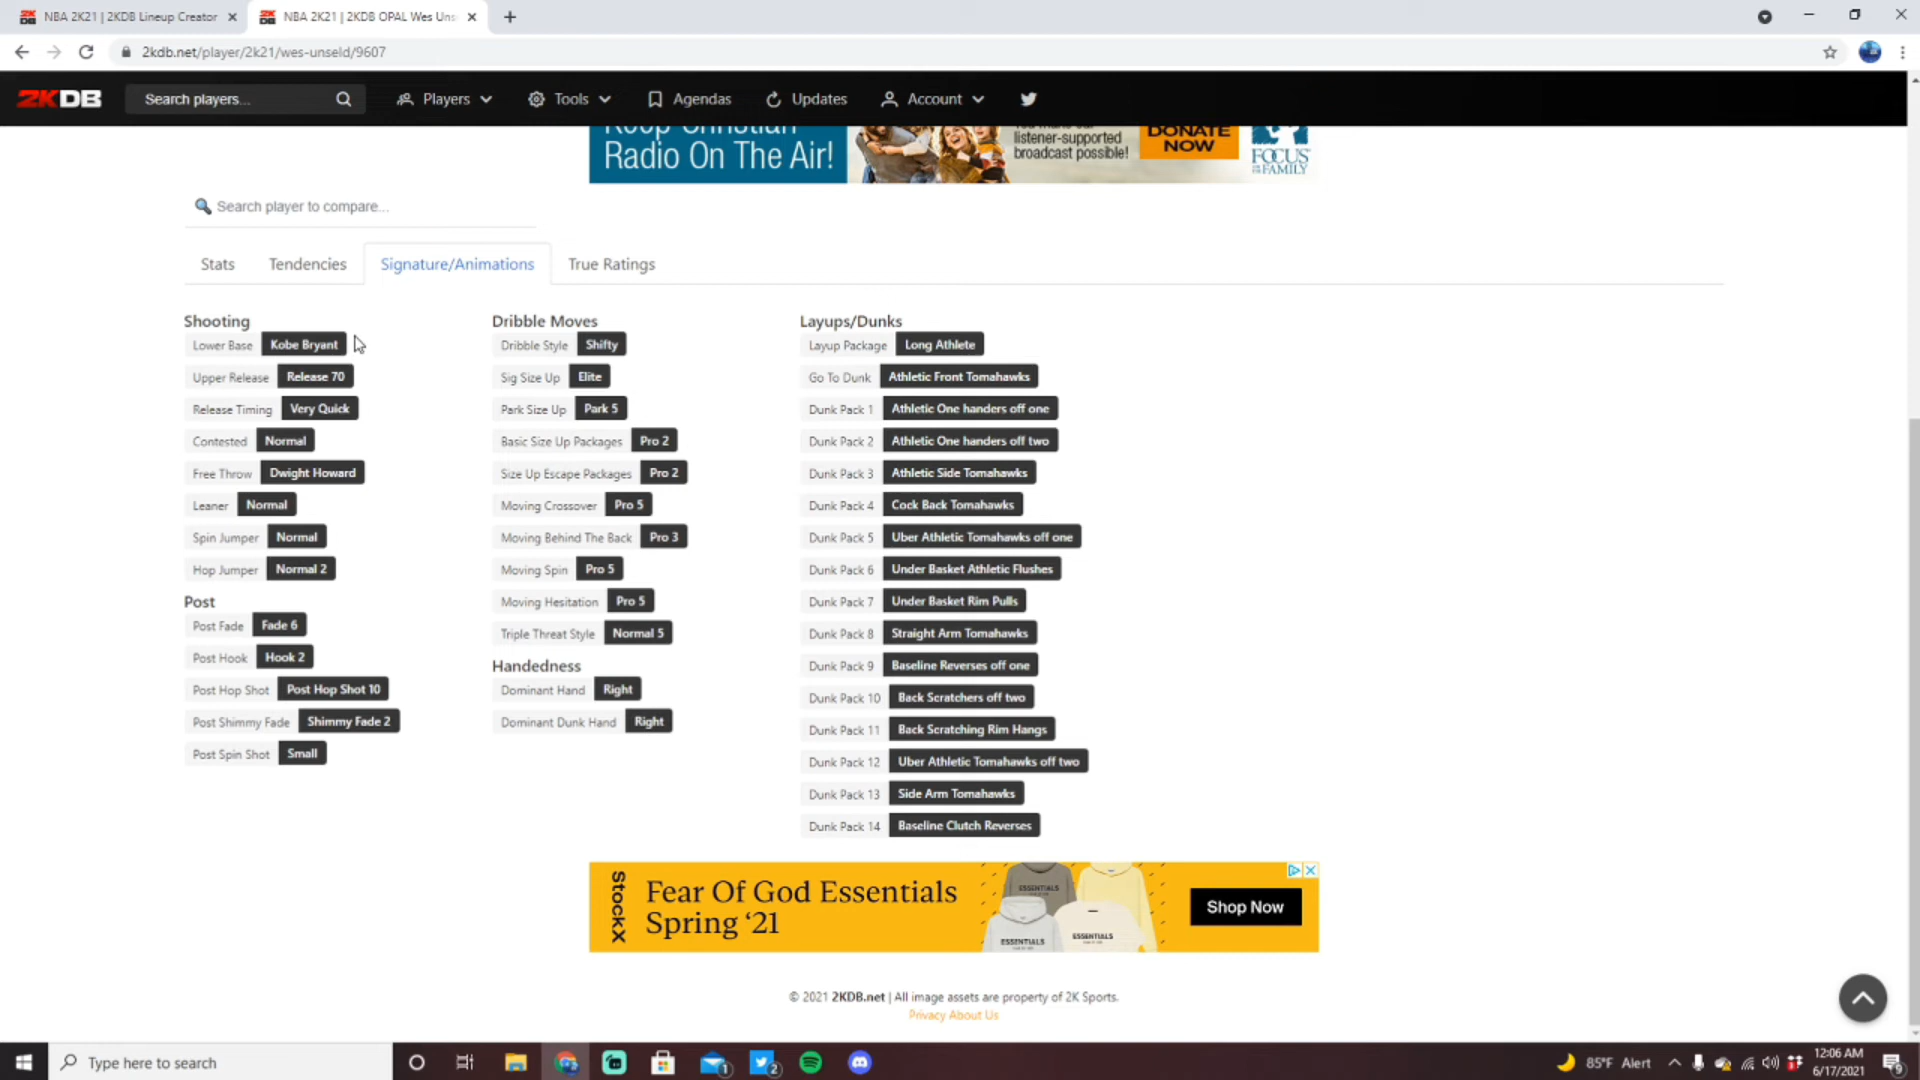 NBA 2K21 | 2KDB Lineup Creator
NBA 2K21 | 2KDB OPAL Wes Uns
2kdb.net/player/2k21/wes-unseld/9607
2KDB
Search players...
Players
Tools
Agendas
Updates
Account
Keep Christian
Radio On The Air!
listener-supported
broadcast possible!
DONATE
NOW
FOCUS
FAMILY
Search player to compare...
Stats
Tendencies
Signature/Animations
True Ratings
Shooting
Lower Base Kobe Bryant
Upper Release Release 70
Release Timing Very Quick
Contested Normal
Free Throw Dwight Howard
Leaner Normal
Spin Jumper Normal
Hop Jumper Normal 2
Post
Post Fade Fade 6
Post Hook Hook 2
Post Hop Shot Post Hop Shot 10
Post Shimmy Fade Shimmy Fade 2
Post Spin Shot Small
Dribble Moves
Dribble Style Shifty
Sig Size Up Elite
Park Size Up Park 5
Basic Size Up Packages Pro 2
Size Up Escape Packages Pro 2
Moving Crossover Pro 5
Moving Behind The Back Pro 3
Moving Spin Pro 5
Moving Hesitation Pro 5
Triple Threat Style Normal 5
Handedness
Dominant Hand Right
Dominant Dunk Hand Right
Layups/Dunks
Layup Package Long Athlete
Go To Dunk Athletic Front Tomahawks
Dunk Pack 1 Athletic One handers off one
Dunk Pack 2 Athletic One handers off two
Dunk Pack 3 Athletic Side Tomahawks
Dunk Pack 4 Cock Back Tomahawks
Dunk Pack 5 Uber Athletic Tomahawks off one
Dunk Pack 6 Under Basket Athletic Flushes
Dunk Pack 7 Under Basket Rim Pulls
Dunk Pack 8 Straight Arm Tomahawks
Dunk Pack 9 Baseline Reverses off one
Dunk Pack 10 Back Scratchers off two
Dunk Pack 11 Back Scratching Rim Hangs
Dunk Pack 12 Uber Athletic Tomahawks off two
Dunk Pack 13 Side Arm Tomahawks
Dunk Pack 14 Baseline Clutch Reverses
StockX
Fear Of God Essentials
Spring ‘21
ESSENTIALS
ESSENTIALS
ESSENTIALS
Shop Now
© 2021 2KDB.net | All image assets are property of 2K Sports.
Privacy About Us
Type here to search
1
2
85°F Alert
12:06 AM
6/17/2021